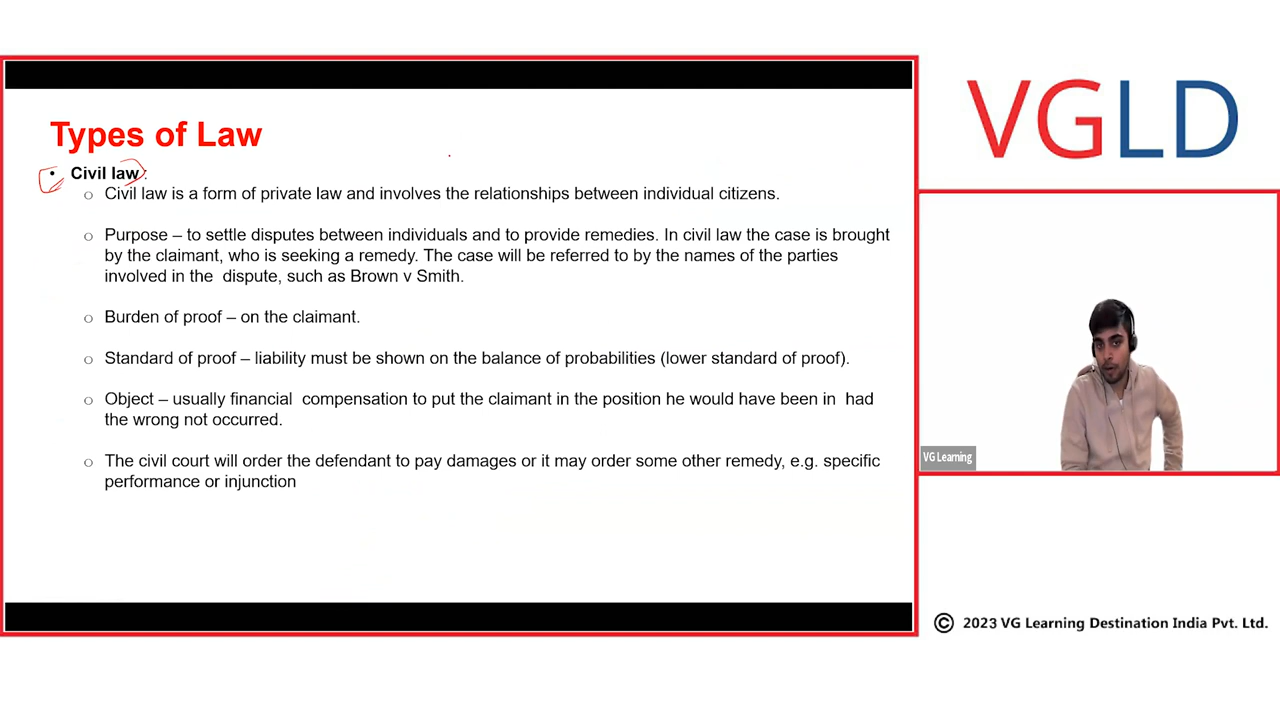 Types of Law
• Civil law :
o Civil law is a form of private law and involves the relationships between individual citizens.
o Purpose – to settle disputes between individuals and to provide remedies. In civil law the case is brought
by the claimant, who is seeking a remedy. The case will be referred to by the names of the parties
involved in the dispute, such as Brown v Smith.
o Burden of proof – on the claimant.
o Standard of proof – liability must be shown on the balance of probabilities (lower standard of proof).
o Object – usually financial compensation to put the claimant in the position he would have been in had
the wrong not occurred.
o The civil court will order the defendant to pay damages or it may order some other remedy, e.g. specific
performance or injunction
VGLD
VG Learning
© 2023 VG Learning Destination India Pvt. Ltd.